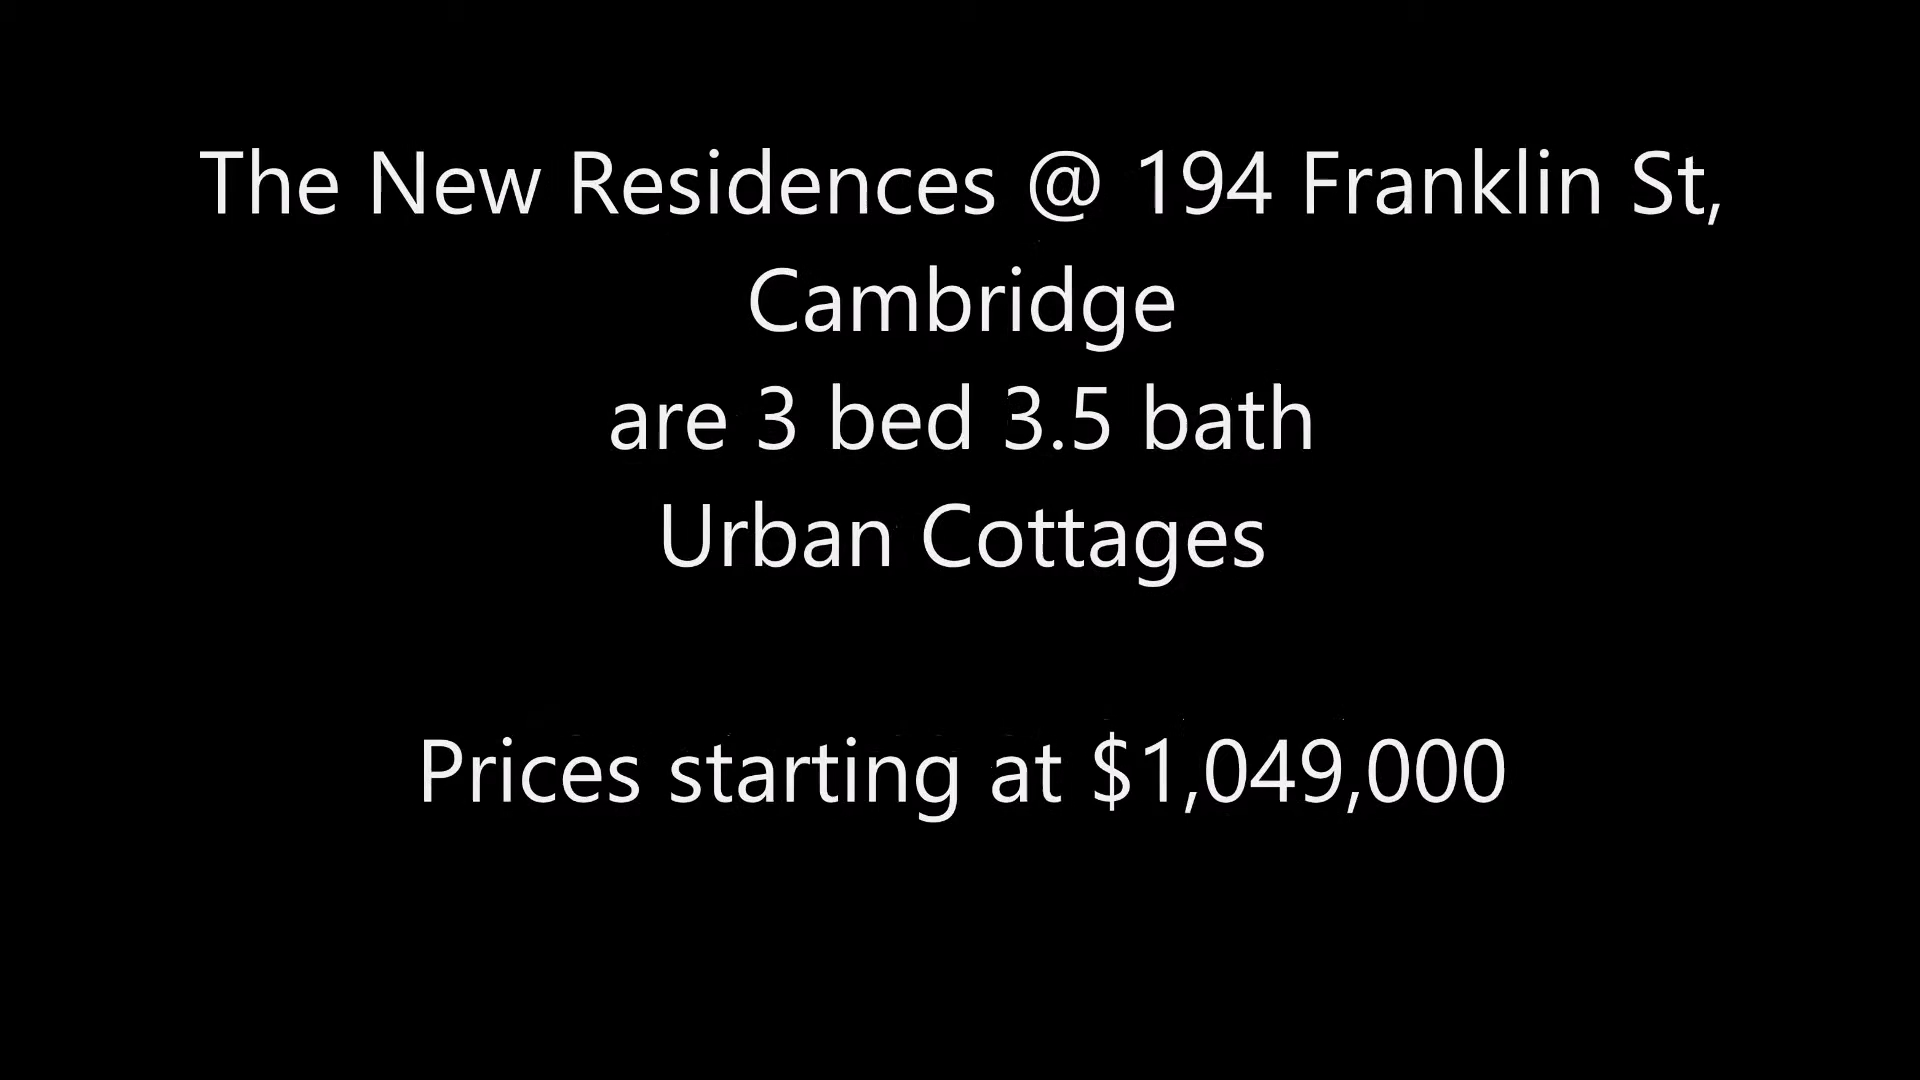 The New Residences @ 194 Franklin St,
Cambridge
are 3 bed 3.5 bath
Urban Cottages
Prices starting at $1,049,000